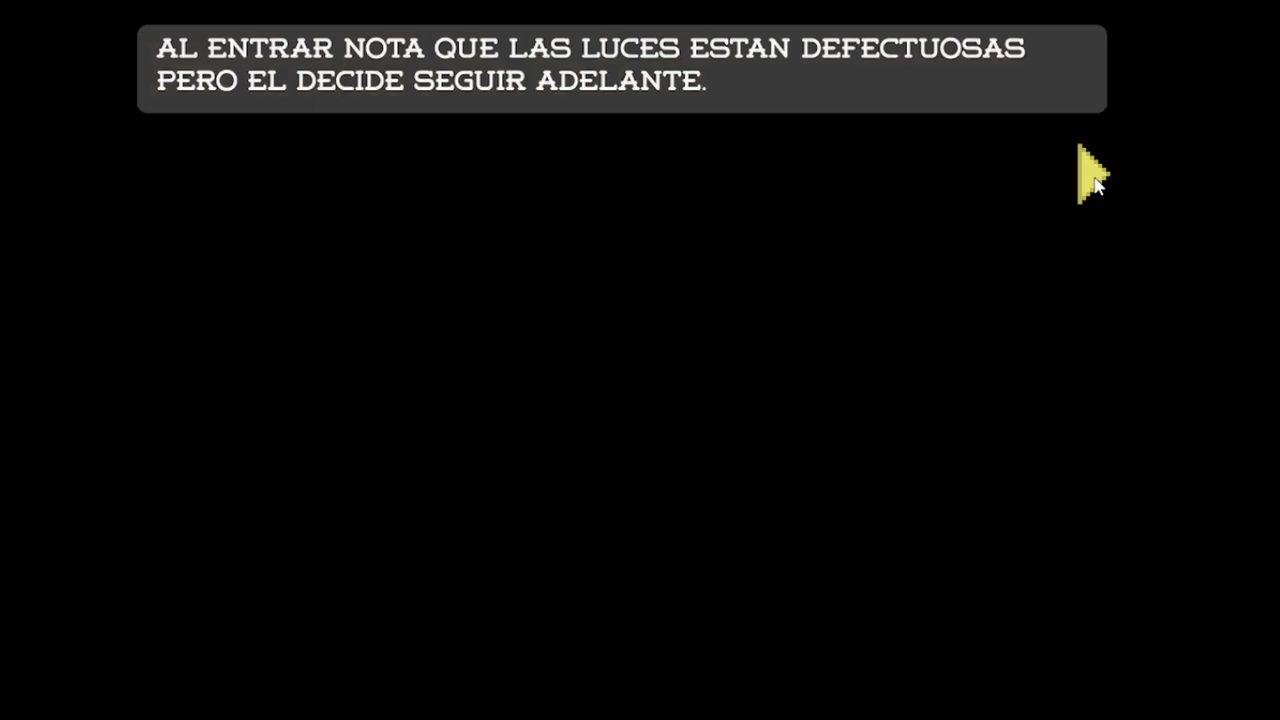 AL ENTRAR NOTA QUE LAS LUCES ESTAN DEFECTUOSAS
PERO EL DECIDE SEGUIR ADELANTE.